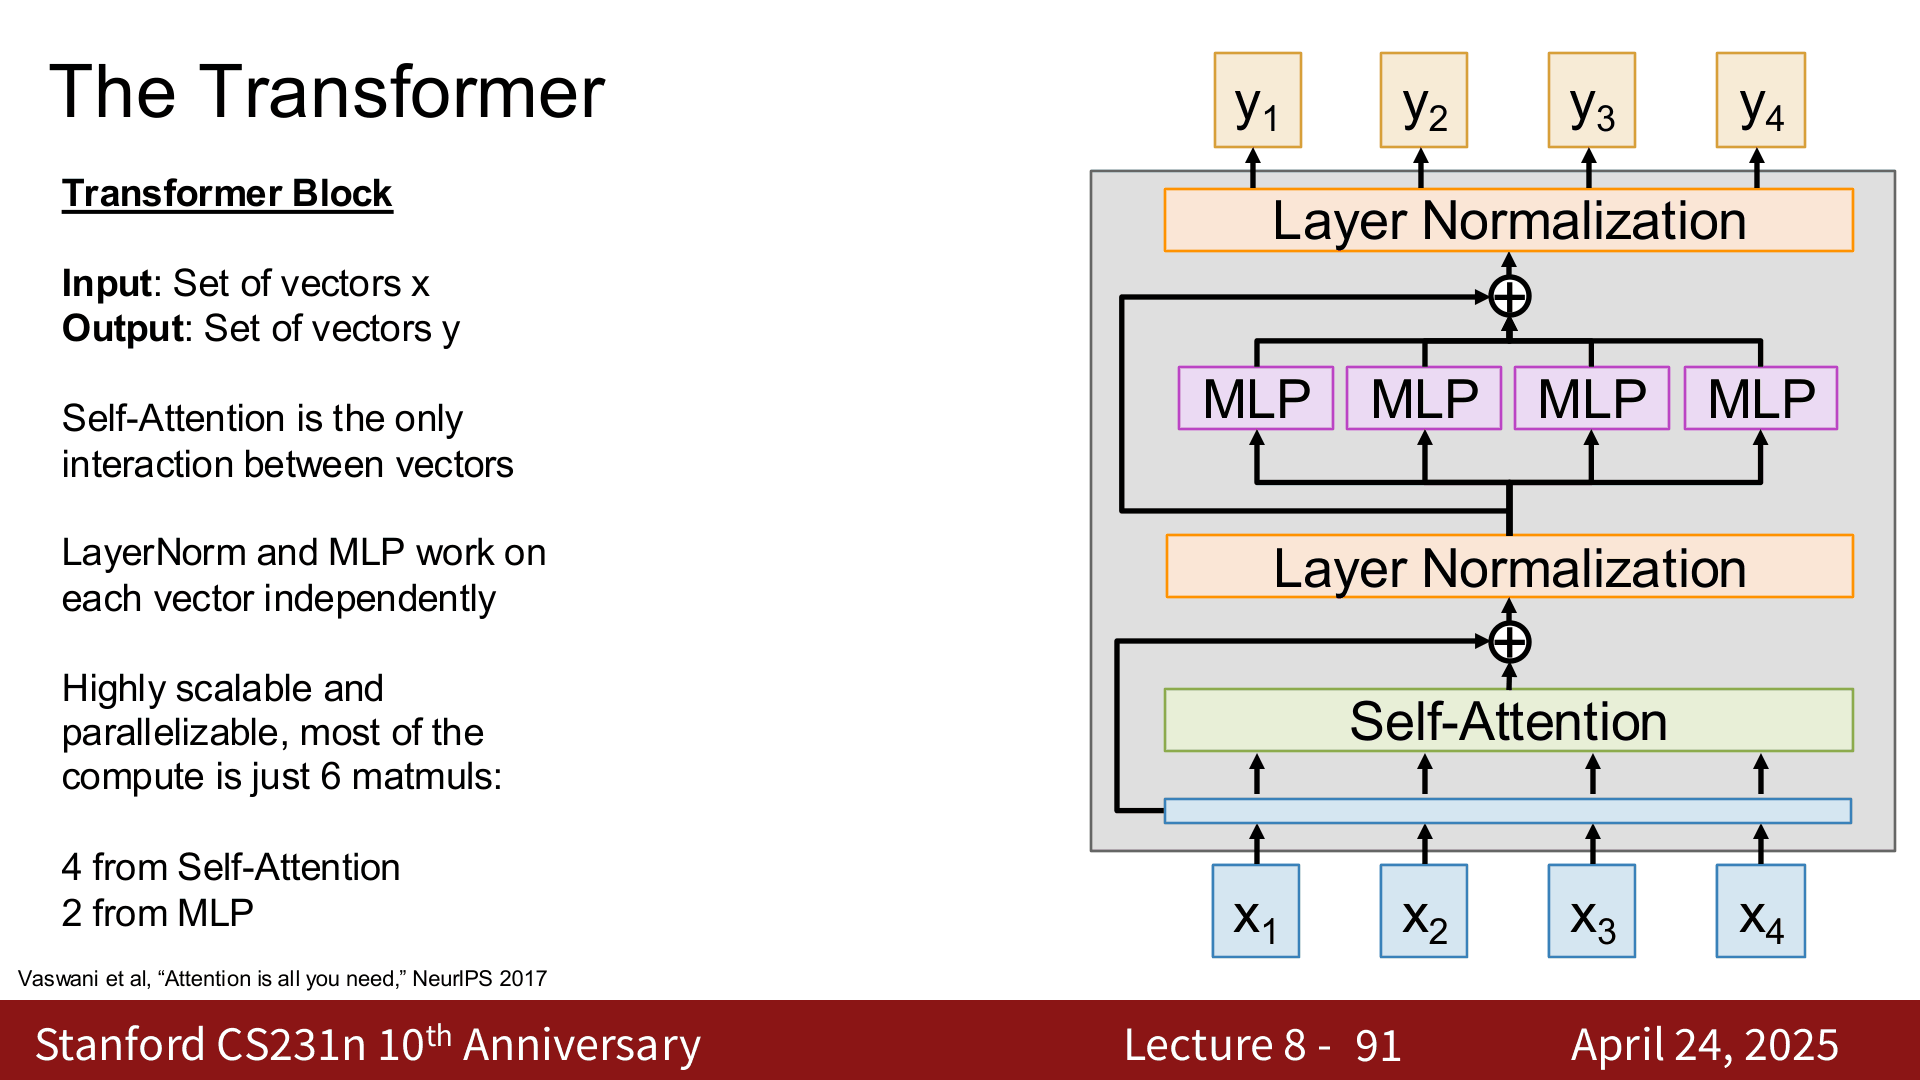 The Transformer
Transformer Block
Input: Set of vectors x
Output: Set of vectors y
Self-Attention is the only
interaction between vectors
LayerNorm and MLP work on
each vector independently
Highly scalable and
parallelizable, most of the
compute is just 6 matmuls:
4 from Self-Attention
2 from MLP
Vaswani et al, “Attention is all you need,” NeurIPS 2017
y1 y2 y3 y4
Layer Normalization
MLP MLP MLP MLP
Layer Normalization
Self-Attention
x1 x2 x3 x4
Stanford CS231n 10th Anniversary
Lecture 8 - 91
April 24, 2025